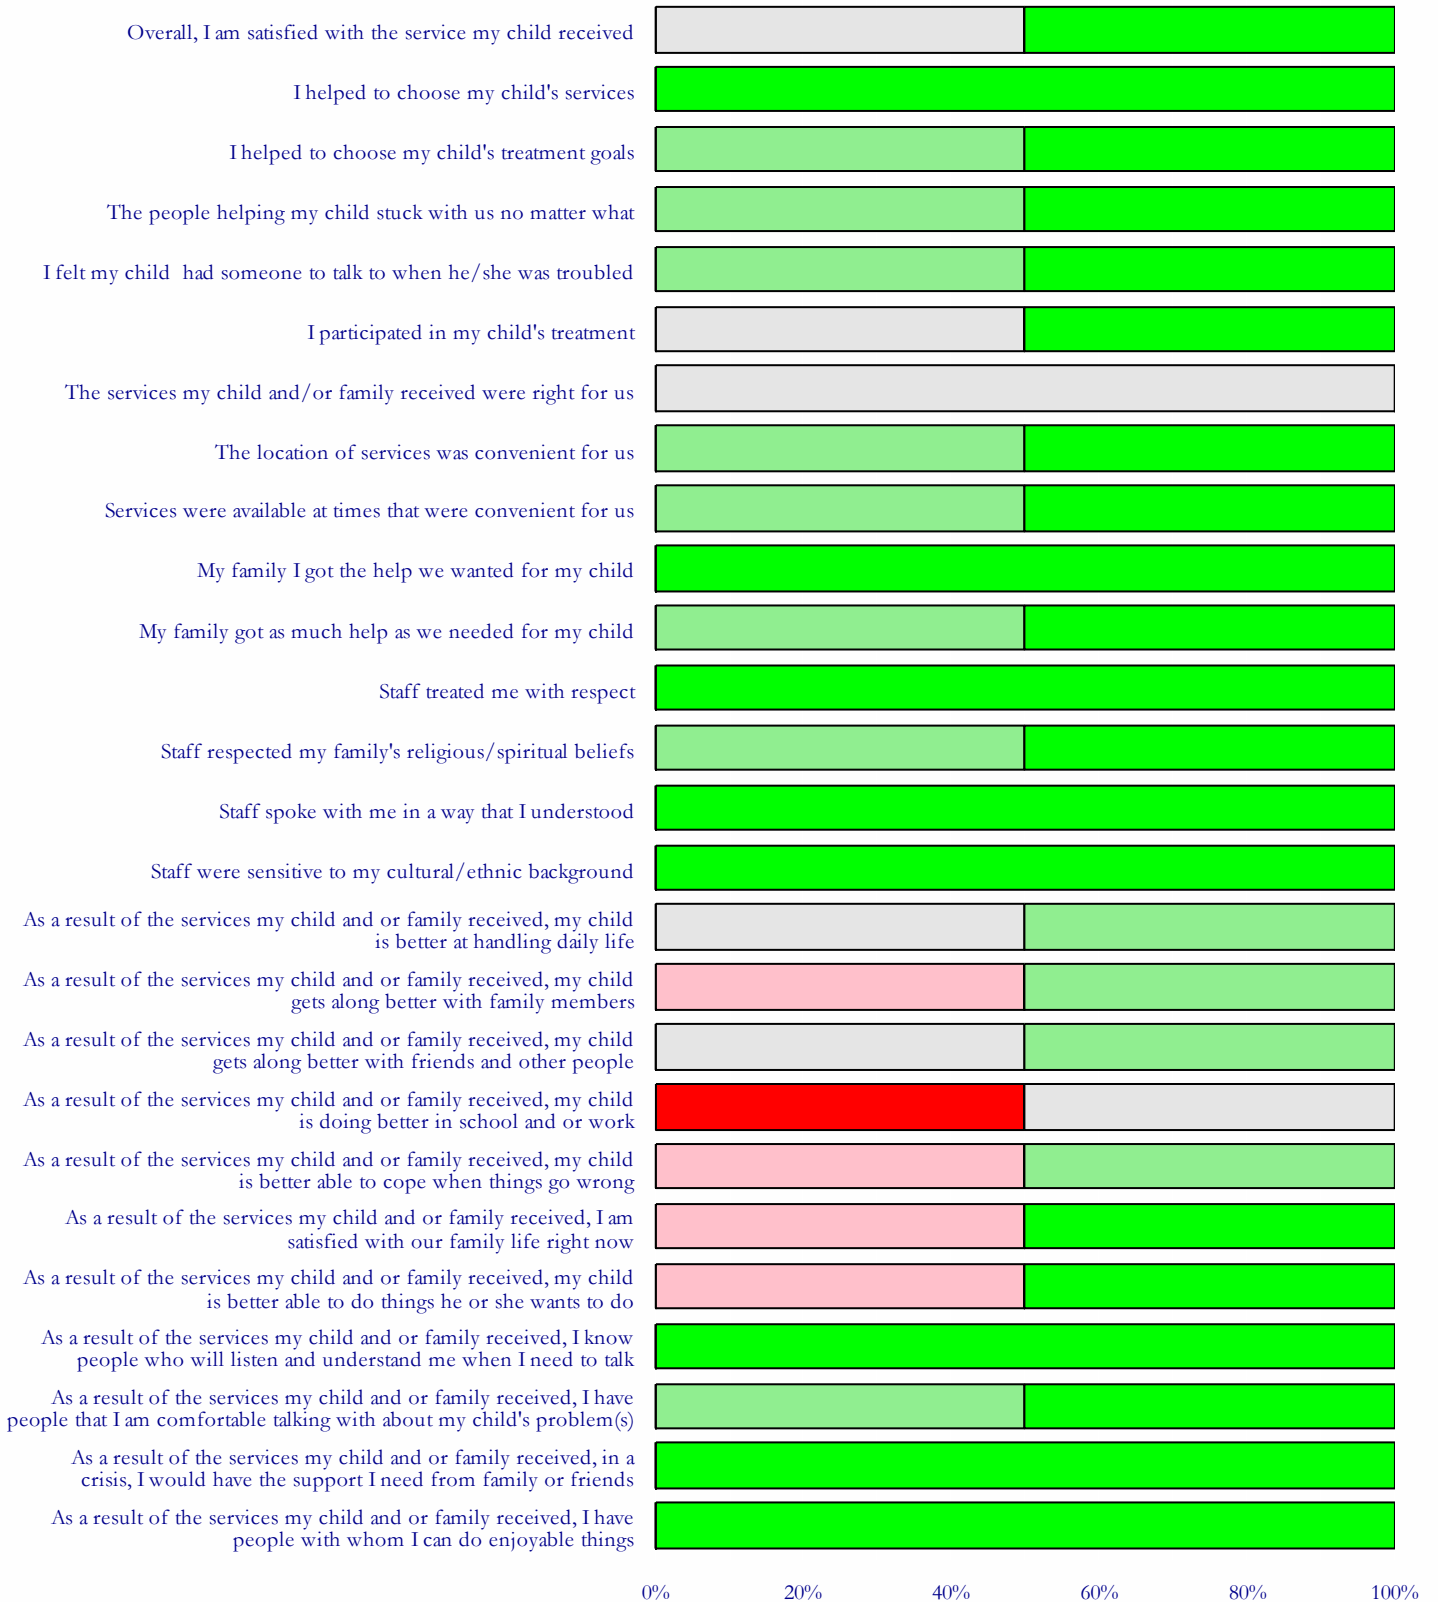 Overall, I am satisfied with the service my child received
I helped to choose my child's services
I helped to choose my child's treatment goals
The people helping my child stuck with us no matter what
I felt my child  had someone to talk to when he/she was troubled
I participated in my child's treatment
The services my child and/or family received were right for us
The location of services was convenient for us
Services were available at times that were convenient for us
My family I got the help we wanted for my child
My family got as much help as we needed for my child
Staff treated me with respect
Staff respected my family's religious/spiritual beliefs
Staff spoke with me in a way that I understood
Staff were sensitive to my cultural/ethnic background
As a result of the services my child and or family received, my child
is better at handling daily life
As a result of the services my child and or family received, my child
gets along better with family members
As a result of the services my child and or family received, my child
gets along better with friends and other people
As a result of the services my child and or family received, my child
is doing better in school and or work
As a result of the services my child and or family received, my child
is better able to cope when things go wrong
As a result of the services my child and or family received, I am
satisfied with our family life right now
As a result of the services my child and or family received, my child
is better able to do things he or she wants to do
As a result of the services my child and or family received, I know
people who will listen and understand me when I need to talk
As a result of the services my child and or family received, I have
people that I am comfortable talking with about my child's problem(s)
As a result of the services my child and or family received, in a
crisis, I would have the support I need from family or friends
As a result of the services my child and or family received, I have
people with whom I can do enjoyable things
0% 20% 40% 60% 80% 100%